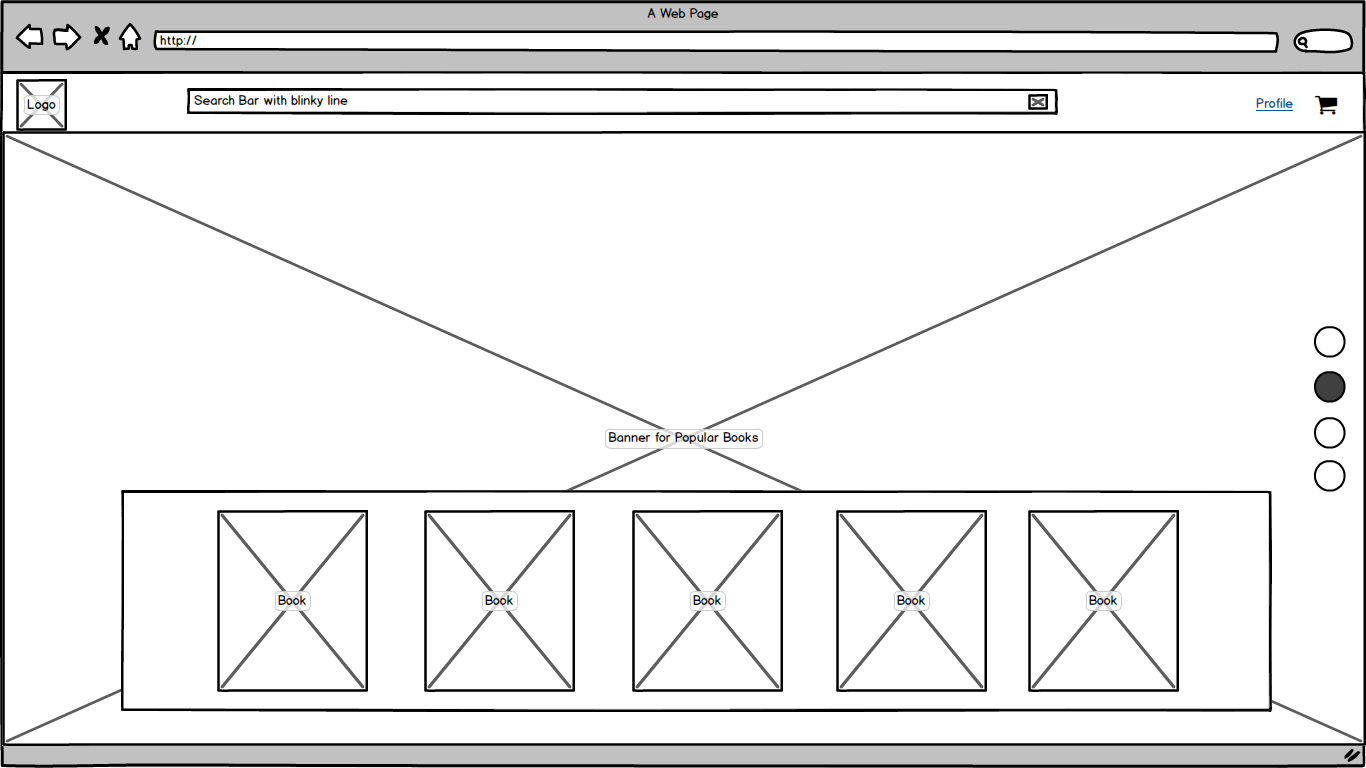 A Web Page
http://
Logo
Search Bar with blinky line
Profile
Banner for Popular Books
Book
Book
Book
Book
Book